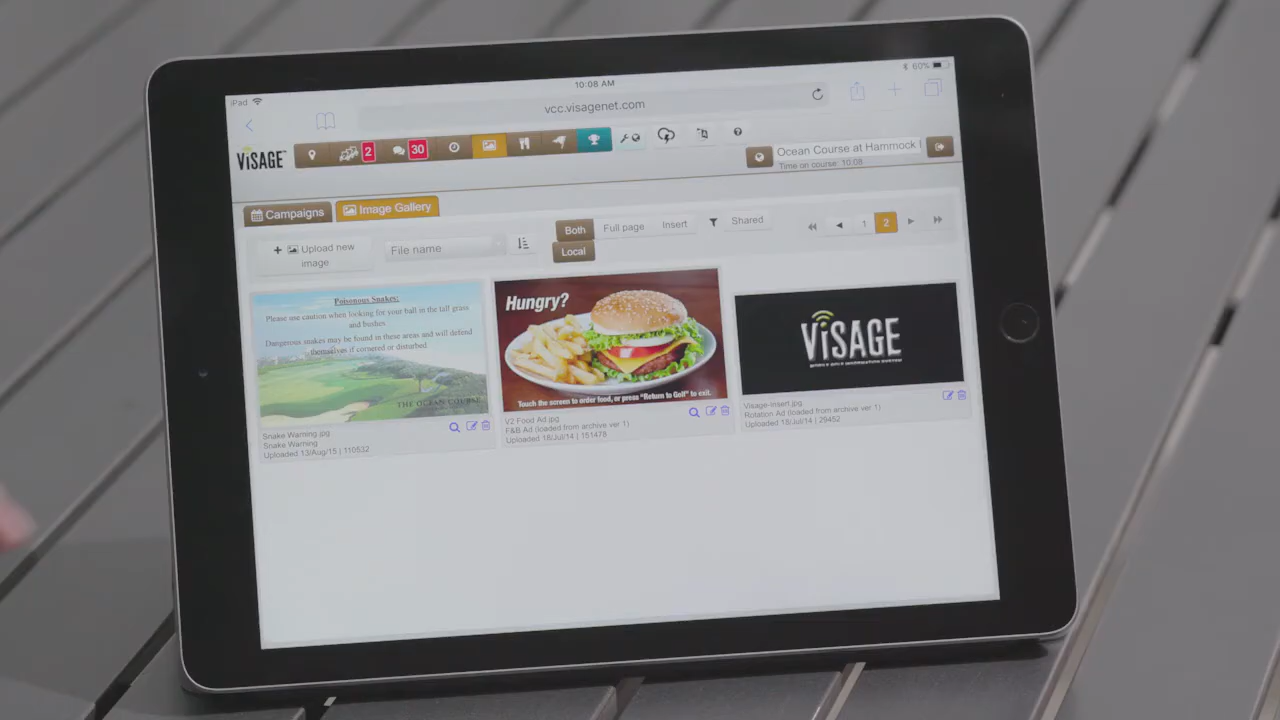 iPad
10:08 AM
60%
vcc.visagenet.com
ViSAGE
2
30
Ocean Course at Hammock
Time on course: 10:08
Campaigns
Image Gallery
Upload new
image
File name
Both
Full page
Insert
Shared
Local
1
2
Poisonous Snakes:
Please use caution when looking for your ball in the tall grass
and bushes
Dangerous snakes may be found in these areas and will defend
themselves if cornered or disturbed
THE OCEAN COURSE
Snake Warning.jpg
Snake Warning
Uploaded 13/Aug/15 | 110532
Hungry?
Touch the screen to order food, or press "Return to Golf" to exit.
V2 Food Ad.jpg
F&B Ad (loaded from archive ver 1)
Uploaded 18/Jul/14 | 151478
ViSAGE
MOBILE GOLF INFORMATION SYSTEM
Visage-Insert.jpg
Rotation Ad (loaded from archive ver 1)
Uploaded 18/Jul/14 | 29452